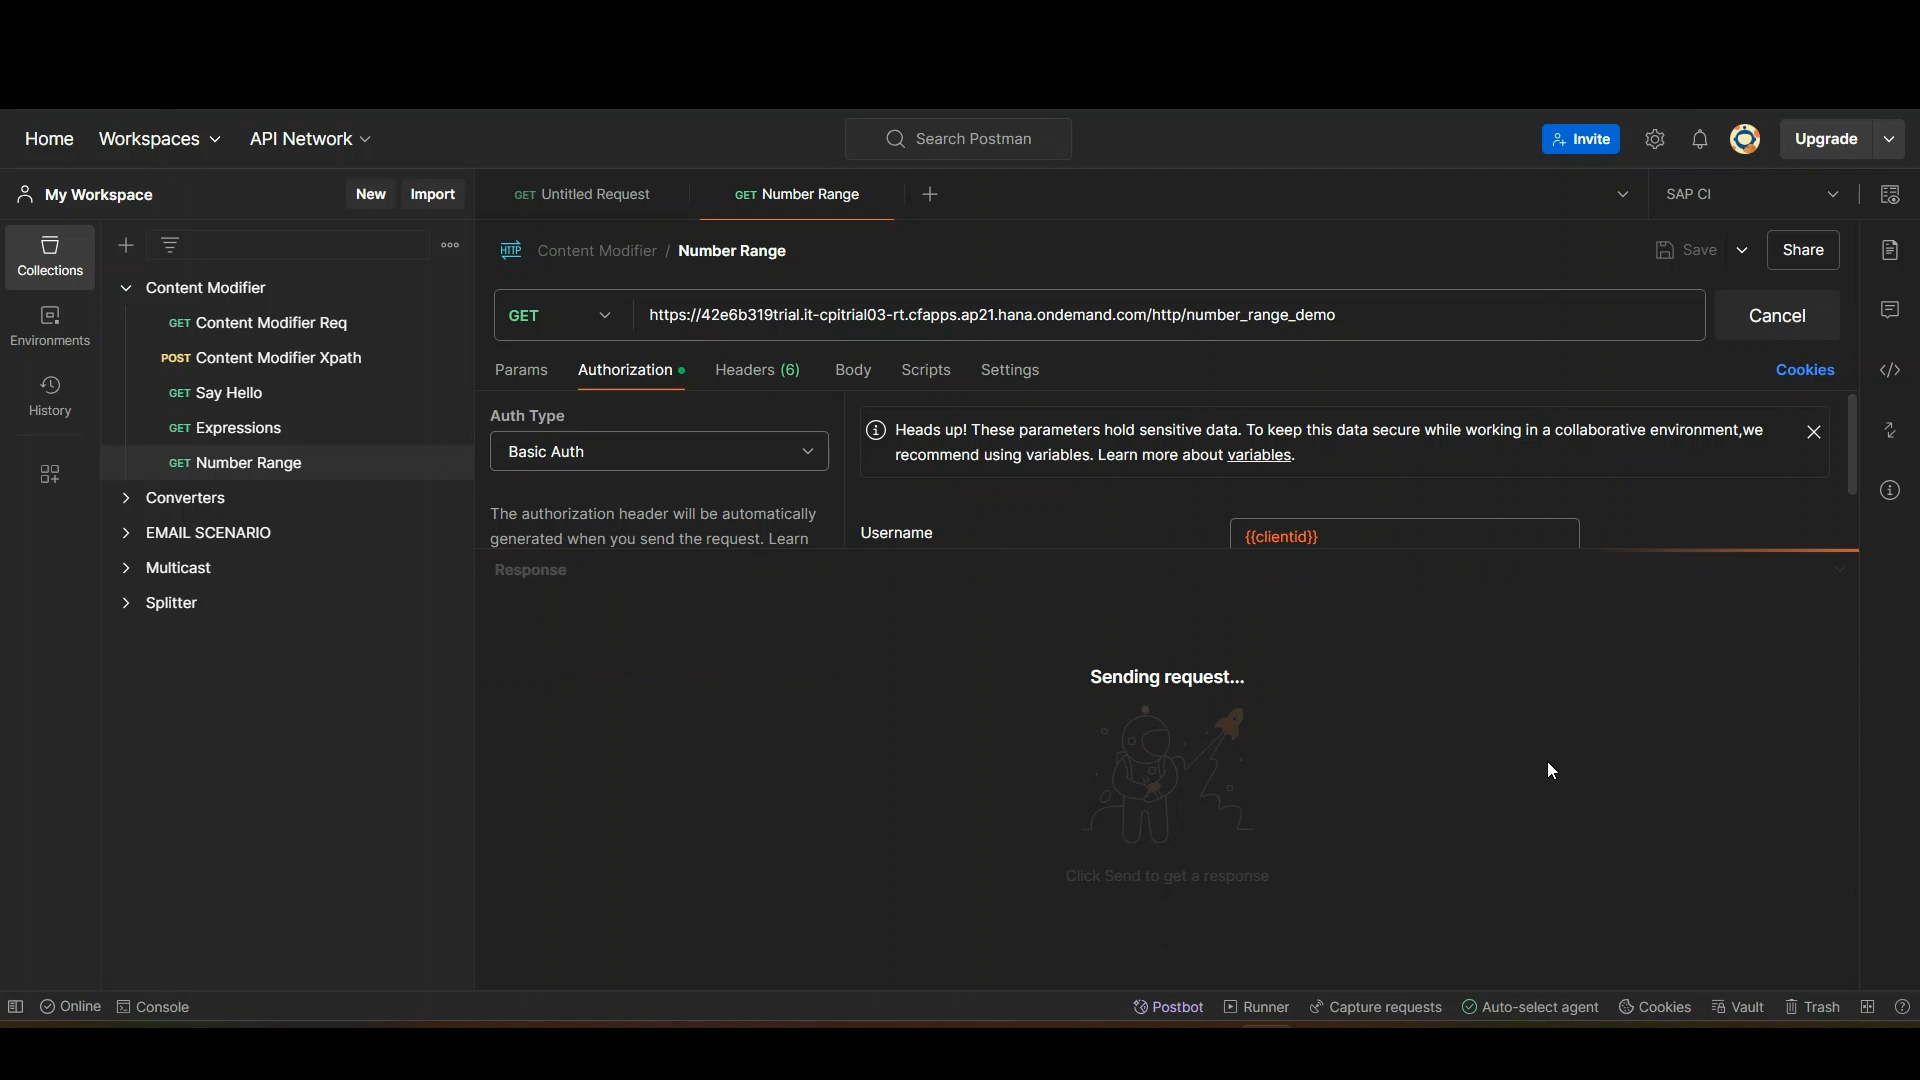 Home Workspaces API Network Search Postman Invite Upgrade
My Workspace New Import GET Untitled Request GET Number Range SAP CI
Collections
Environments
History
Content Modifier
GET Content Modifier Req
POST Content Modifier Xpath
GET Say Hello
GET Expressions
GET Number Range
Converters
EMAIL SCENARIO
Multicast
Splitter
HTTP Content Modifier / Number Range Save Share
GET https://42e6b319trial.it-cpitrial03-rt.cfapps.ap21.hana.ondemand.com/http/number_range_demo Cancel
Params Authorization Headers (6) Body Scripts Settings Cookies
Auth Type
Basic Auth
The authorization header will be automatically
generated when you send the request. Learn
Heads up! These parameters hold sensitive data. To keep this data secure while working in a collaborative environment,we
recommend using variables. Learn more about variables.
Username {{clientid}}
Response
Sending request...
Click Send to get a response
Online Console Postbot Runner Capture requests Auto-select agent Cookies Vault Trash